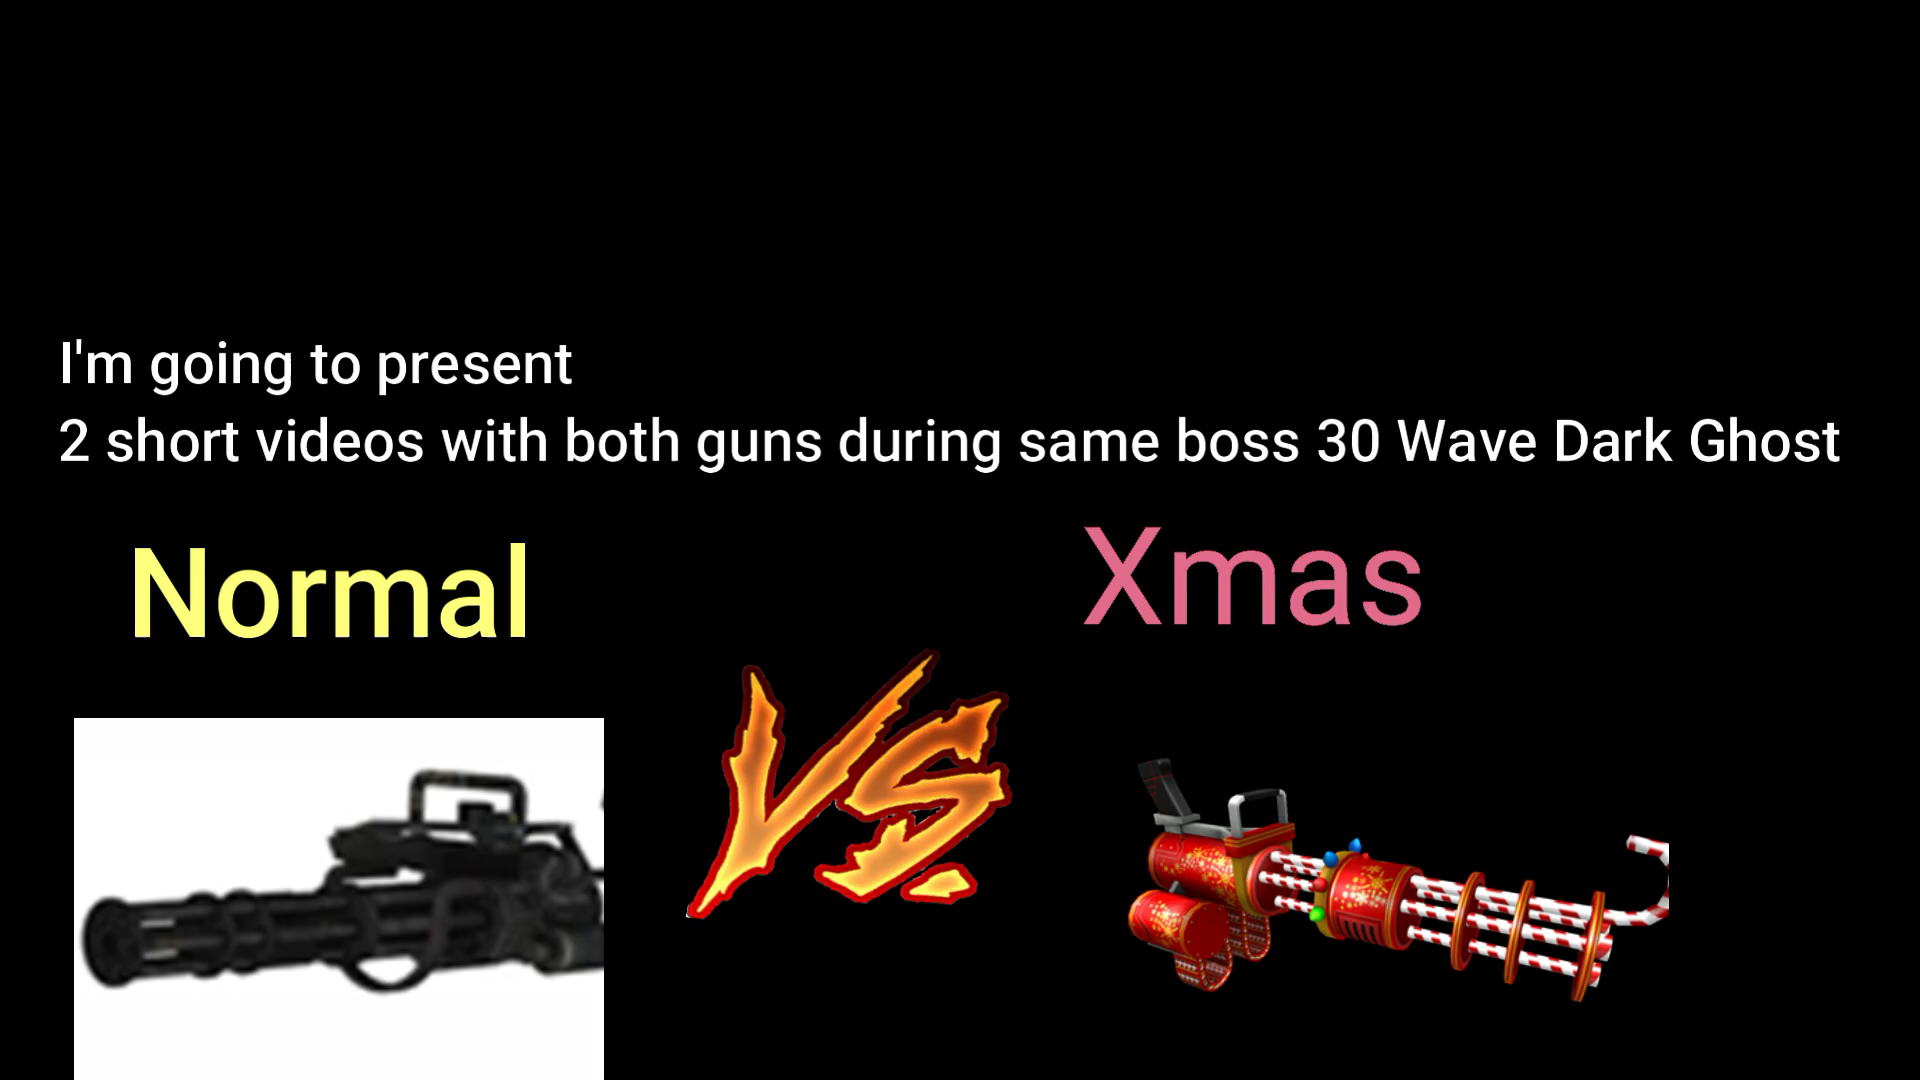 I'm going to present
2 short videos with both guns during same boss 30 Wave Dark Ghost
Normal
Xmas
VS.